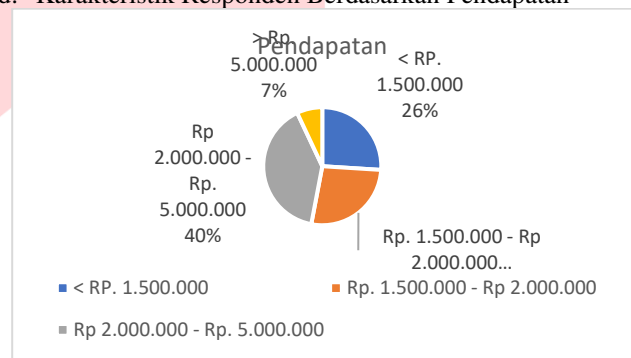 d. Karakteristik Responden Berdasarkan Pendapatan
Pendapatan
> Rp.
5.000.000
7%
< RP.
1.500.000
26%
Rp
2.000.000 -
Rp.
5.000.000
40%
Rp. 1.500.000 - Rp
2.000.000...
< RP. 1.500.000
Rp. 1.500.000 - Rp 2.000.000
Rp 2.000.000 - Rp. 5.000.000